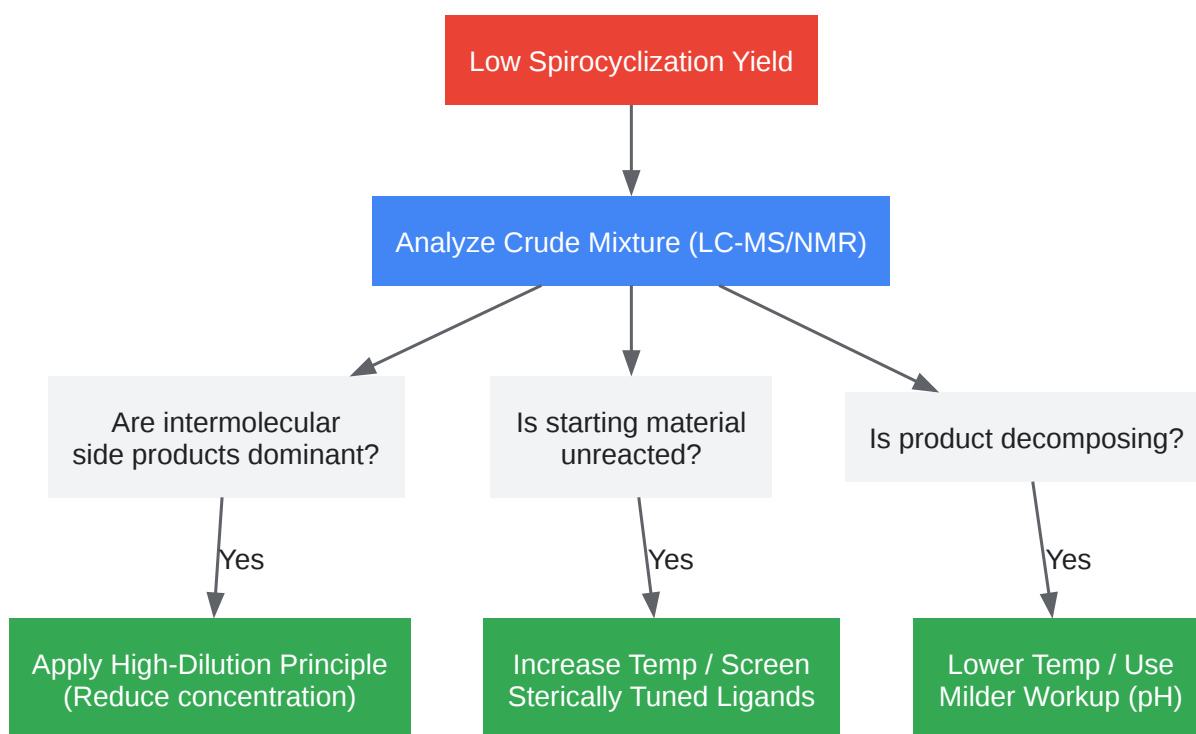 Low Spirocyclization Yield
Analyze Crude Mixture (LC-MS/NMR)
Are intermolecular
side products dominant?
Is starting material
unreacted?
Is product decomposing?
Yes
Yes
Yes
Apply High-Dilution Principle
(Reduce concentration)
Increase Temp / Screen
Sterically Tuned Ligands
Lower Temp / Use
Milder Workup (pH)